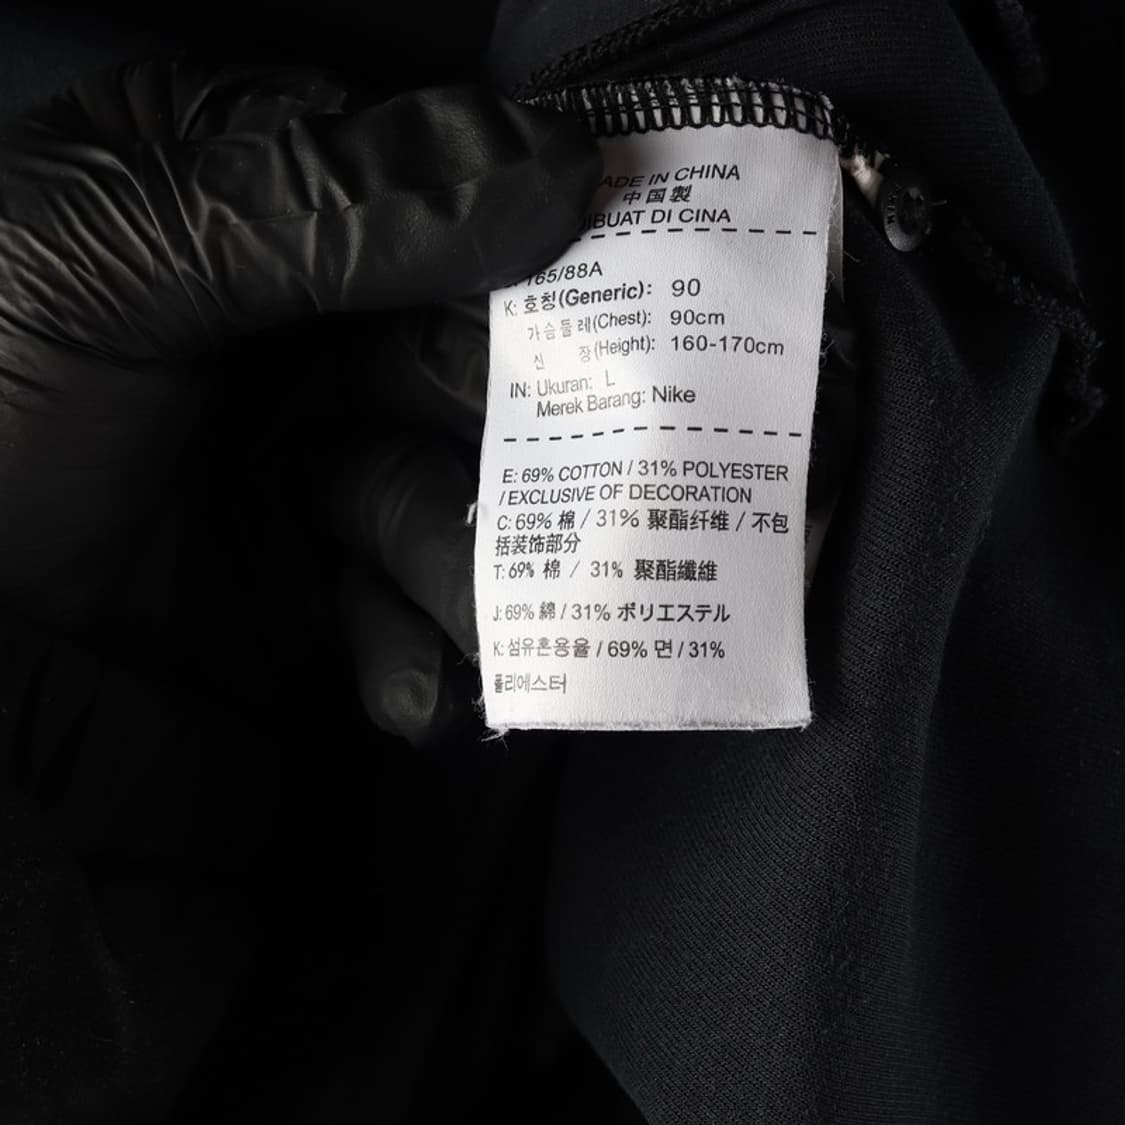 ADE IN CHINA
中国製
DIBUAT DI CINA
165/88A
K: 호칭(Generic): 90
가슴둘레(Chest): 90cm
신 장(Height): 160-170cm
IN: Ukuran: L
Merek Barang: Nike
E: 69% COTTON / 31% POLYESTER
/ EXCLUSIVE OF DECORATION
C: 69% 棉 / 31% 聚酯纤维 / 不包
括装饰部分
T: 69% 棉 / 31% 聚酯纖維
J: 69% 綿 / 31% ポリエステル
K: 섬유혼용율 / 69% 면 / 31%
폴리에스터